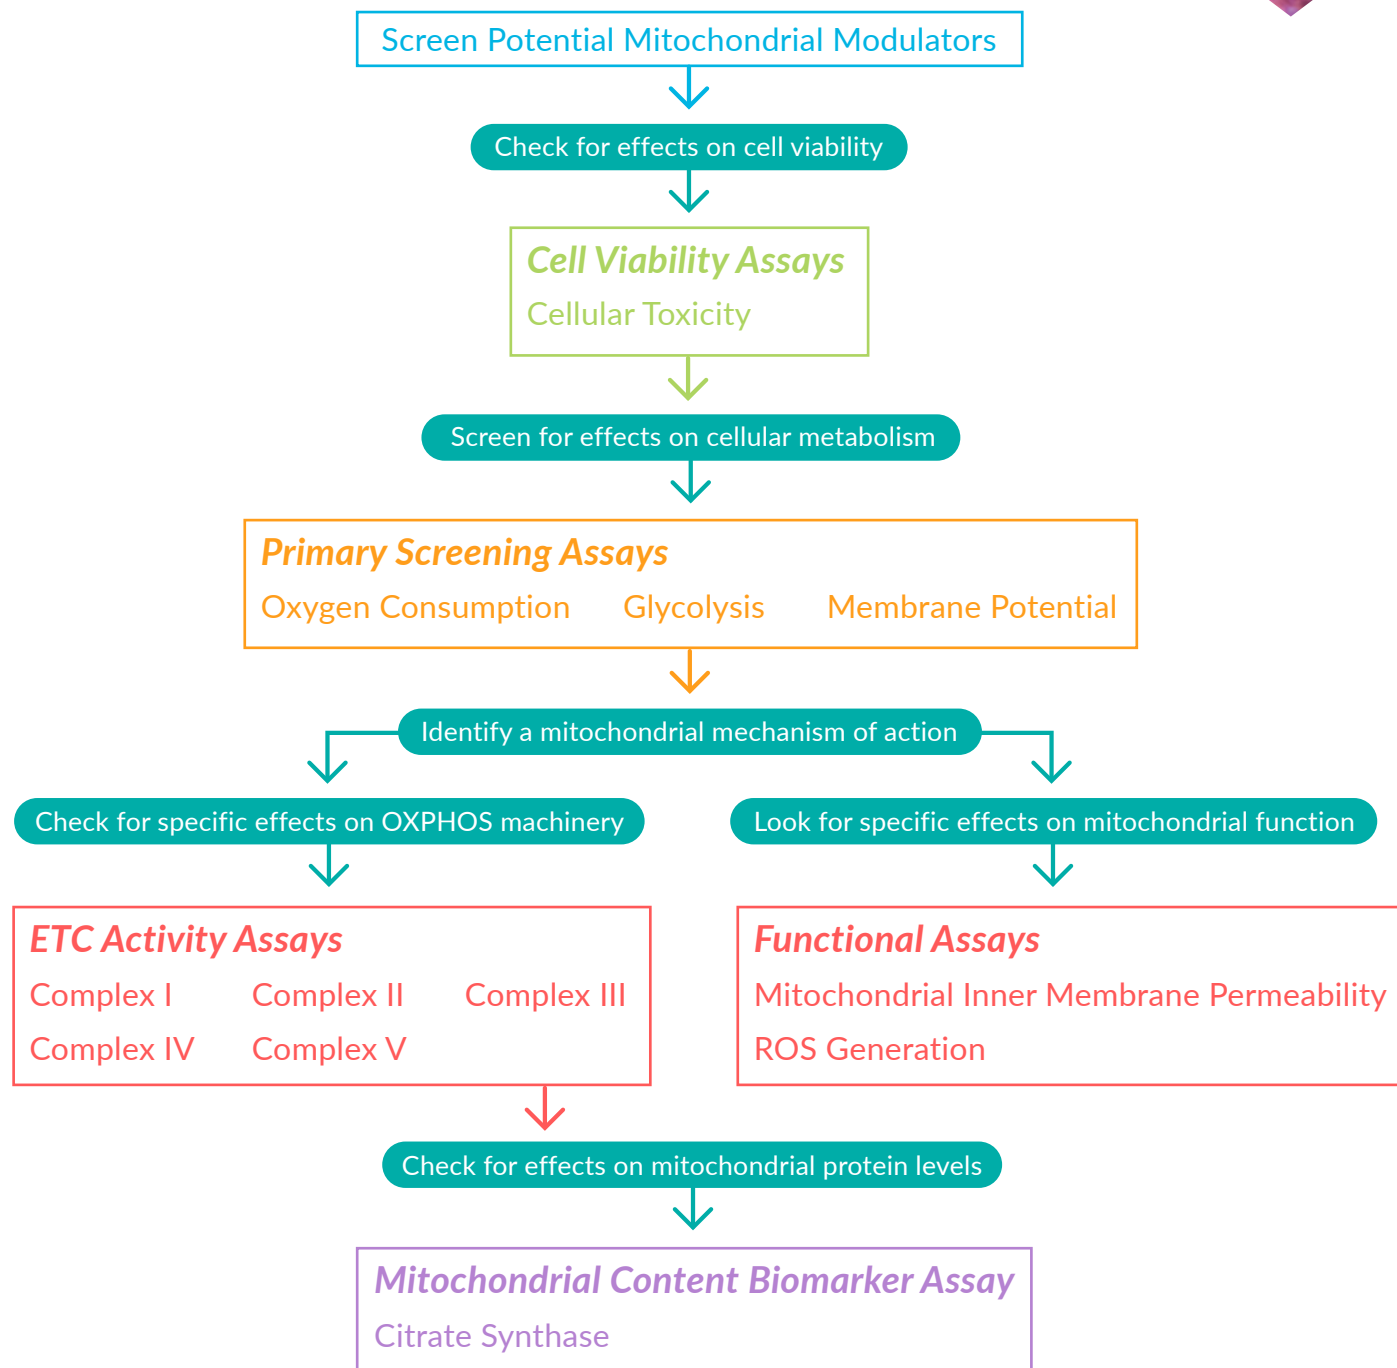 Screen Potential Mitochondrial Modulators
Check for effects on cell viability
Cell Viability Assays
Cellular Toxicity
Screen for effects on cellular metabolism
Primary Screening Assays
Oxygen Consumption Glycolysis Membrane Potential
Identify a mitochondrial mechanism of action
Check for specific effects on OXPHOS machinery
Look for specific effects on mitochondrial function
ETC Activity Assays
Complex I Complex II Complex III
Complex IV Complex V
Functional Assays
Mitochondrial Inner Membrane Permeability
ROS Generation
Check for effects on mitochondrial protein levels
Mitochondrial Content Biomarker Assay
Citrate Synthase